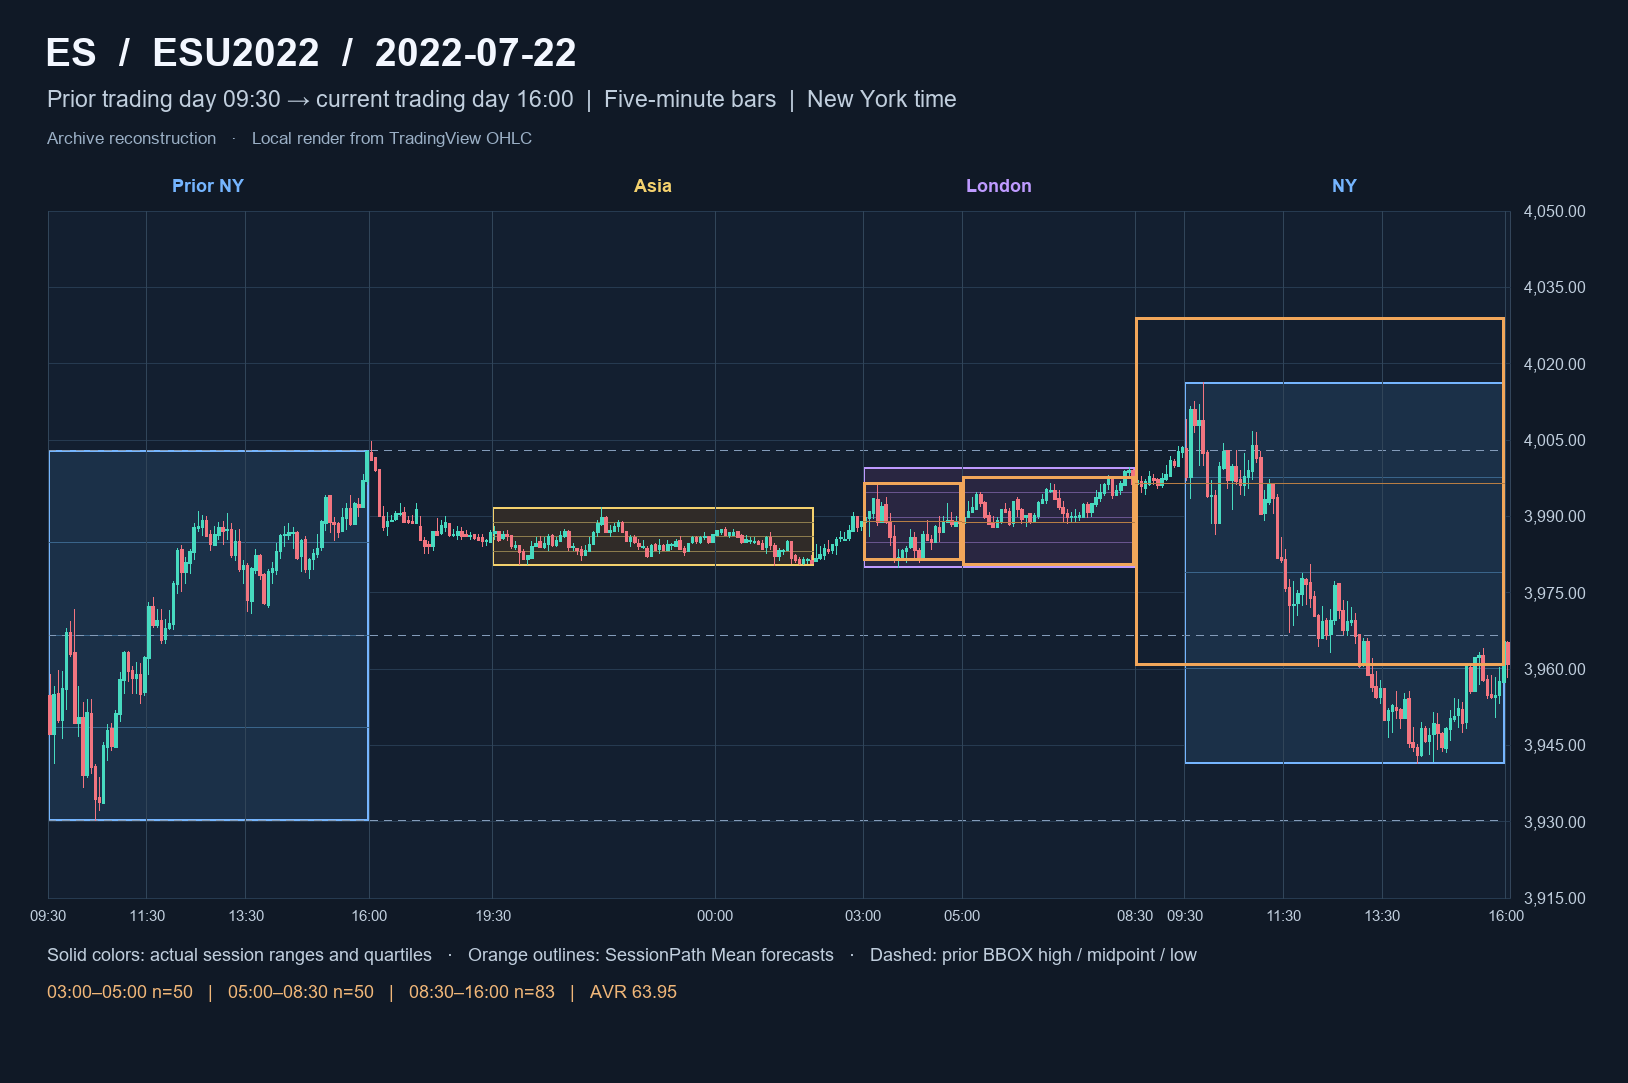 ES / ESU2022 / 2022-07-22
Prior trading day 09:30 → current trading day 16:00 | Five-minute bars | New York time
Archive reconstruction · Local render from TradingView OHLC
Prior NY Asia London NY
4,050.00
4,035.00
4,020.00
4,005.00
3,990.00
3,975.00
3,960.00
3,945.00
3,930.00
3,915.00
09:30 11:30 13:30 16:00 19:30 00:00 03:00 05:00 08:30 09:30 11:30 13:30 16:00
Solid colors: actual session ranges and quartiles · Orange outlines: SessionPath Mean forecasts · Dashed: prior BBOX high / midpoint / low
03:00–05:00 n=50 | 05:00–08:30 n=50 | 08:30–16:00 n=83 | AVR 63.95